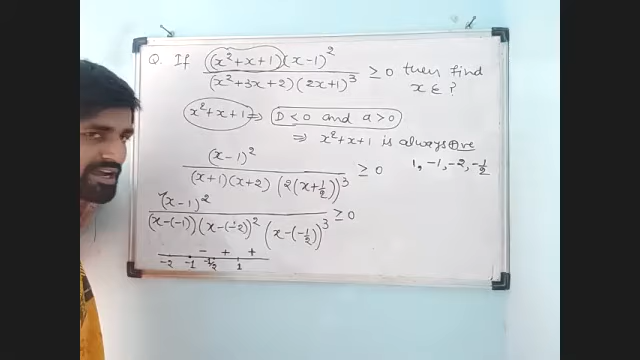 Q. If (x²+x+1)(x-1)² / (x²+3x+2)(2x+1)³ ≥ 0 then find x ∈ ?
x²+x+1 ⇒ D < 0 and a > 0
⇒ x²+x+1 is always +ve
(x-1)² / (x+1)(x+2)(2(x+1/2))³ ≥ 0
1, -1, -2, -1/2
(x-1)² / (x-(-1))(x-(-2))² (x-(-1/2))³ ≥ 0
- + +
-2 -1 -1/2 1